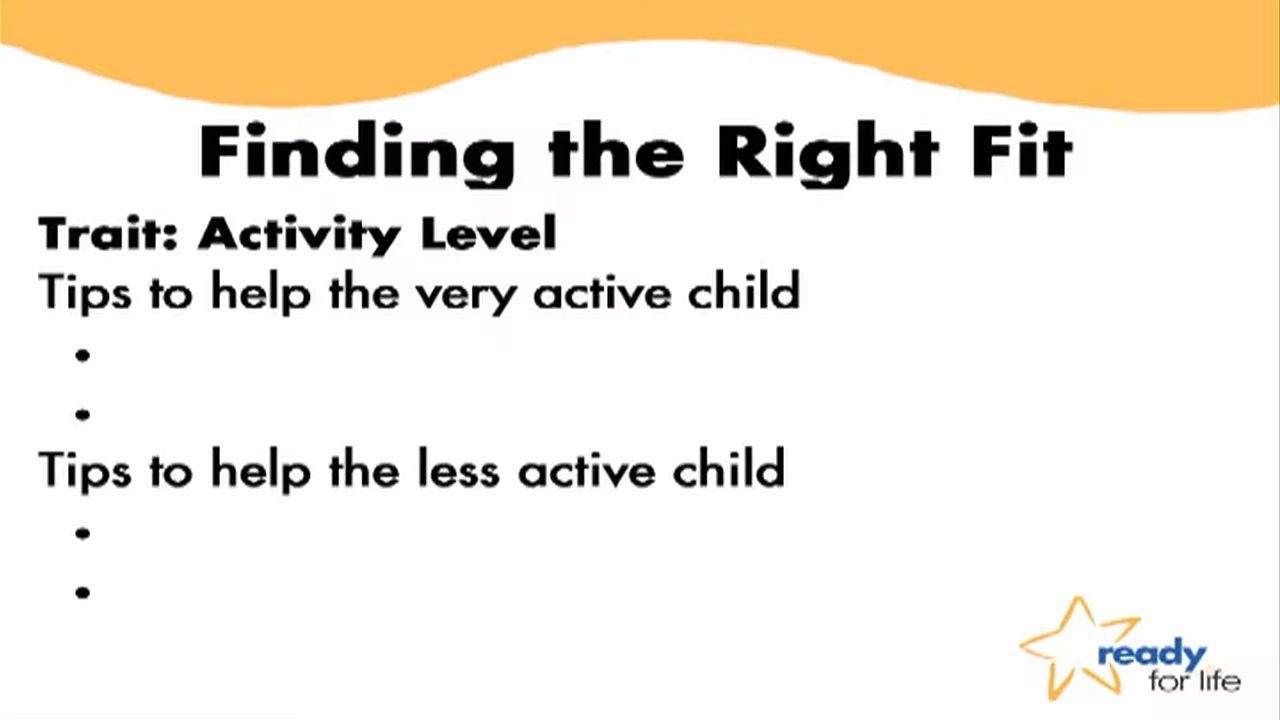 Finding the Right Fit
Trait: Activity Level
Tips to help the very active child
•
•
Tips to help the less active child
•
•
ready
for life